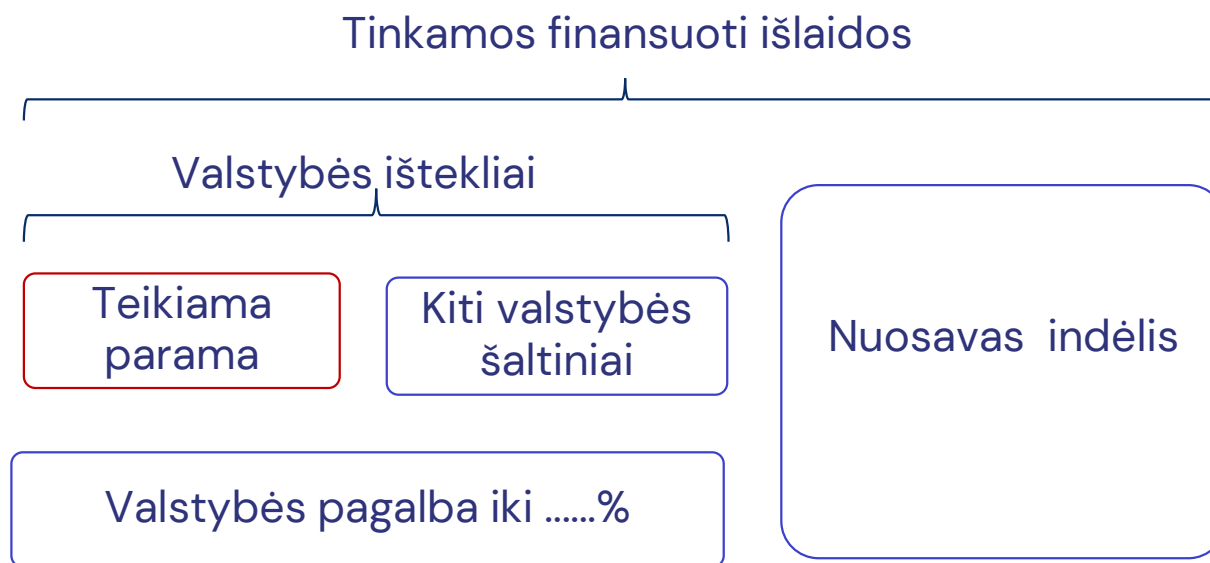 Tinkamos finansuoti išlaidos
Valstybės ištekliai
Teikiama
parama
Kiti valstybės
šaltiniai
Nuosavas indėlis
Valstybės pagalba iki ......%